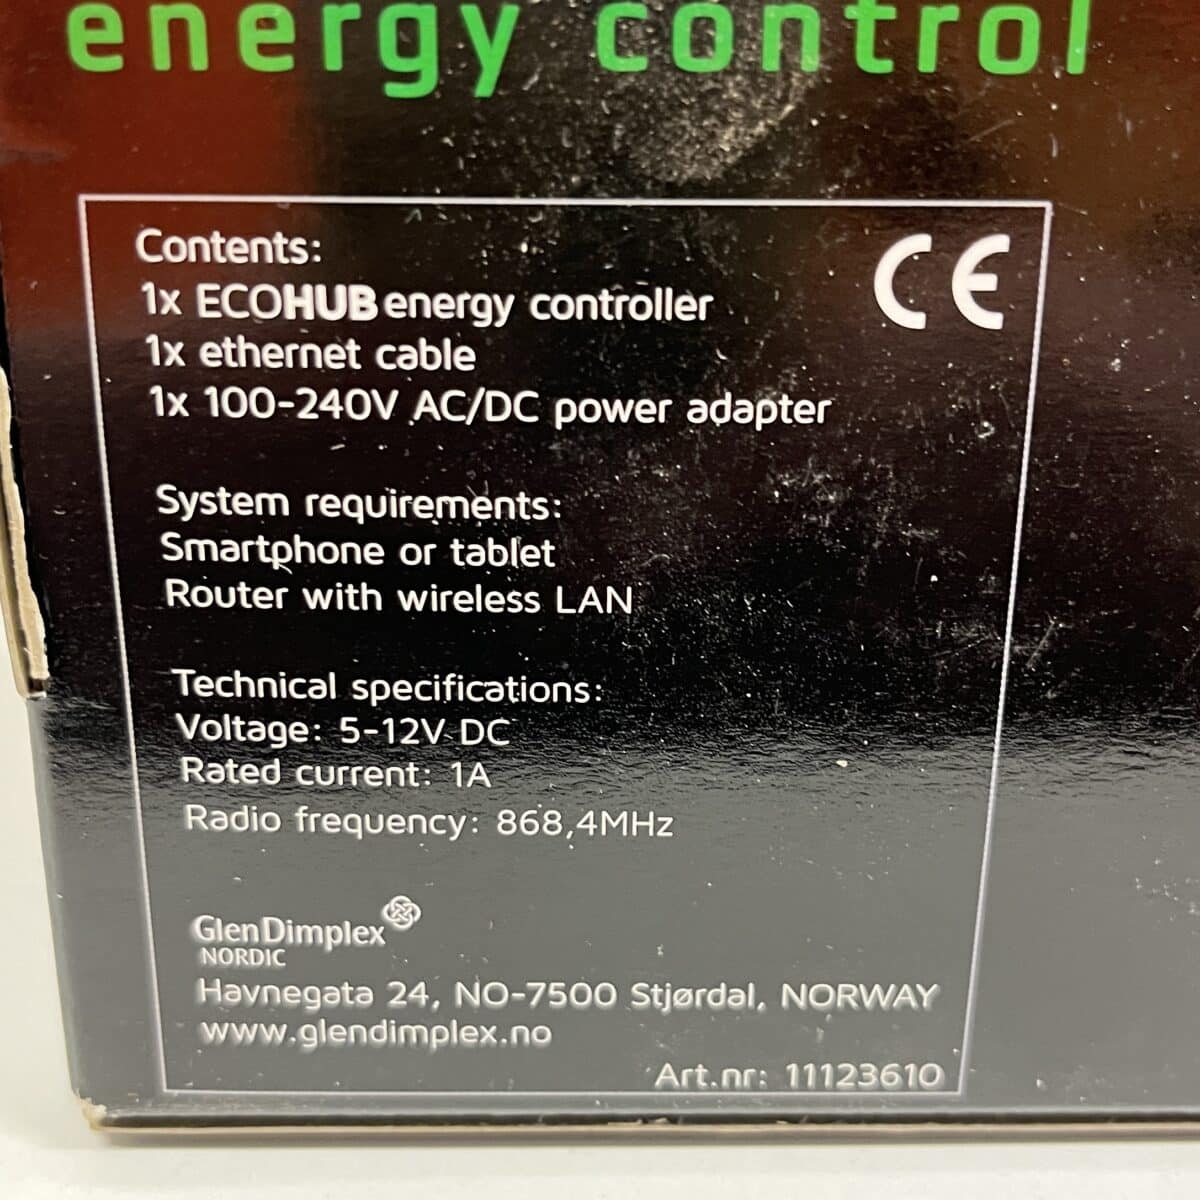 energy control
Contents:
CE
1x ECOHUB energy controller
1x ethernet cable
1x 100-240V AC/DC power adapter
System requirements:
Smartphone or tablet
Router with wireless LAN
Technical specifications:
Voltage: 5-12V DC
Rated current: 1A
Radio frequency: 868,4MHz
GlenDimplex
NORDIC
Havnegata 24, NO-7500 Stjørdal, NORWAY
www.glendimplex.no
Art.nr: 11123610